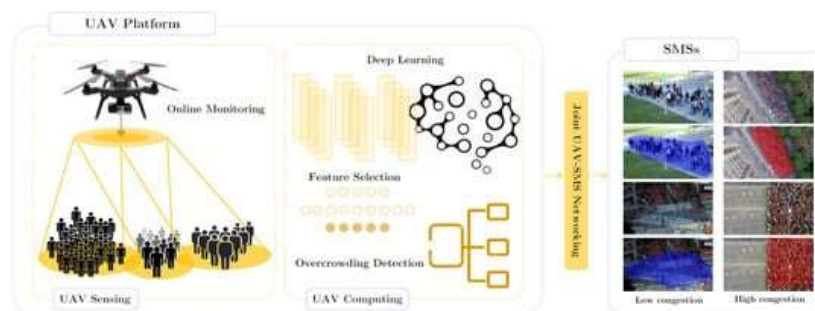 UAV Platform
Online Monitoring
UAV Sensing
Deep Learning
Feature Selection
Overcrowding Detection
UAV Computing
Joint UAV-SMS Networking
SMSs
Low congestion
High congestion